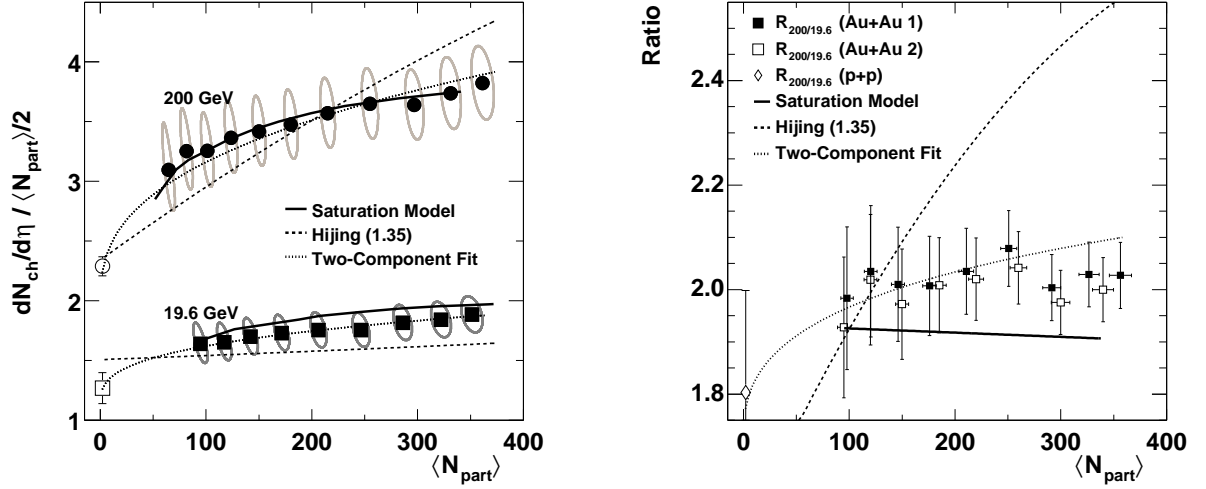 dN_ch/dη / ⟨N_part⟩/2
4
3
2
1
200 GeV
Saturation Model
Hijing (1.35)
Two-Component Fit
19.6 GeV
0 100 200 300 400
⟨N_part⟩
Ratio
2.4
2.2
2.0
1.8
R_200/19.6 (Au+Au 1)
R_200/19.6 (Au+Au 2)
R_200/19.6 (p+p)
Saturation Model
Hijing (1.35)
Two-Component Fit
0 100 200 300 400
⟨N_part⟩